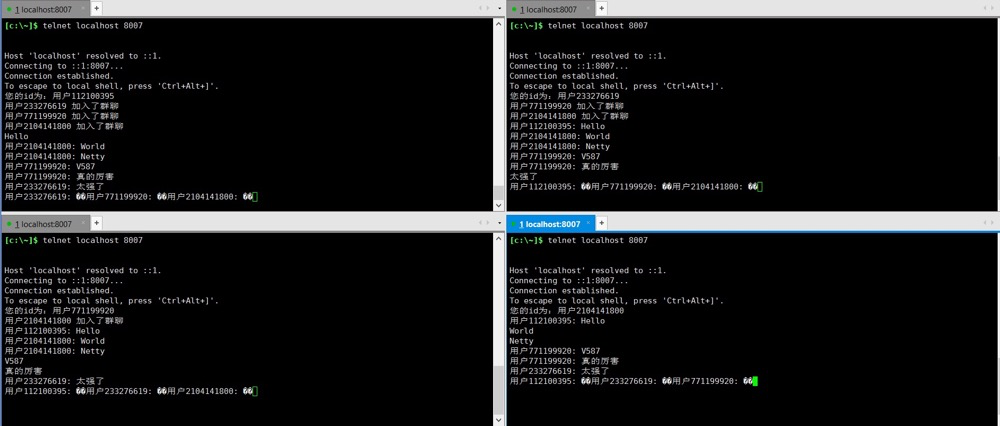 1 localhost:8007
[c:\~]$ telnet localhost 8007
Host 'localhost' resolved to ::1.
Connecting to ::1:8007...
Connection established.
To escape to local shell, press 'Ctrl+Alt+]'.
您的id为：用户112100395
用户233276619 加入了群聊
用户771199920 加入了群聊
用户2104141800 加入了群聊
Hello
用户2104141800: World
用户2104141800: Netty
用户771199920: V587
用户771199920: 真的厉害
用户233276619: 太强了
用户233276619: ��用户771199920: ��用户2104141800: ��
1 localhost:8007
[c:\~]$ telnet localhost 8007
Host 'localhost' resolved to ::1.
Connecting to ::1:8007...
Connection established.
To escape to local shell, press 'Ctrl+Alt+]'.
您的id为：用户233276619
用户771199920 加入了群聊
用户2104141800 加入了群聊
用户112100395: Hello
用户2104141800: World
用户2104141800: Netty
用户771199920: V587
用户771199920: 真的厉害
太强了
用户112100395: ��用户771199920: ��用户2104141800: ��
1 localhost:8007
[c:\~]$ telnet localhost 8007
Host 'localhost' resolved to ::1.
Connecting to ::1:8007...
Connection established.
To escape to local shell, press 'Ctrl+Alt+]'.
您的id为：用户771199920
用户2104141800 加入了群聊
用户112100395: Hello
用户2104141800: World
用户2104141800: Netty
V587
真的厉害
用户233276619: 太强了
用户112100395: ��用户233276619: ��用户2104141800: ��
1 localhost:8007
[c:\~]$ telnet localhost 8007
Host 'localhost' resolved to ::1.
Connecting to ::1:8007...
Connection established.
To escape to local shell, press 'Ctrl+Alt+]'.
您的id为：用户2104141800
用户112100395: Hello
World
Netty
用户771199920: V587
用户771199920: 真的厉害
用户233276619: 太强了
用户112100395: ��用户233276619: ��用户771199920: ��